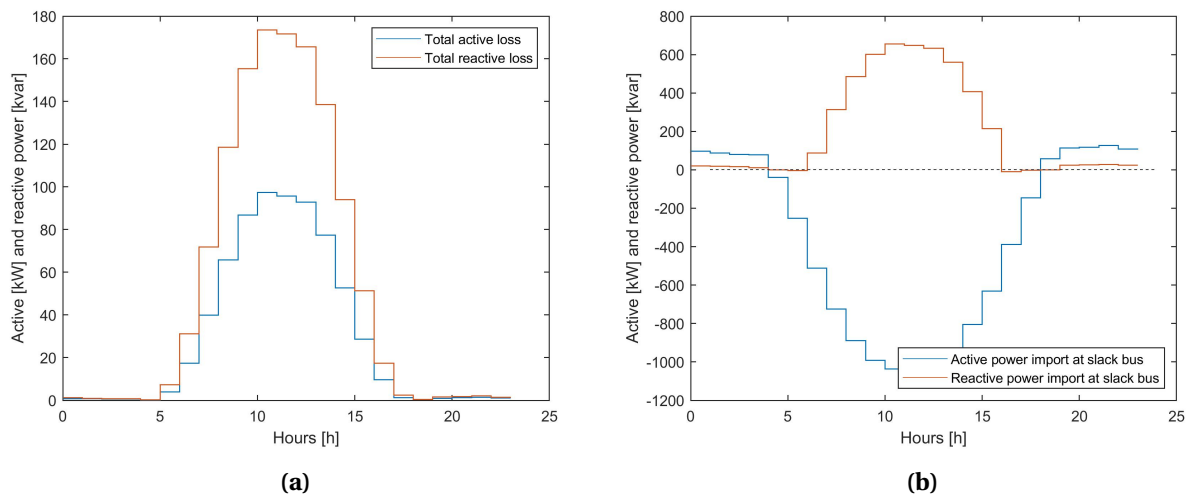 180
160
140
120
100
80
60
40
20
0
Active [kW] and reactive power [kvar]
Total active loss
Total reactive loss
0 5 10 15 20 25
Hours [h]
(a)
800
600
400
200
0
-200
-400
-600
-800
-1000
-1200
Active [kW] and reactive power [kvar]
Active power import at slack bus
Reactive power import at slack bus
0 5 10 15 20 25
Hours [h]
(b)